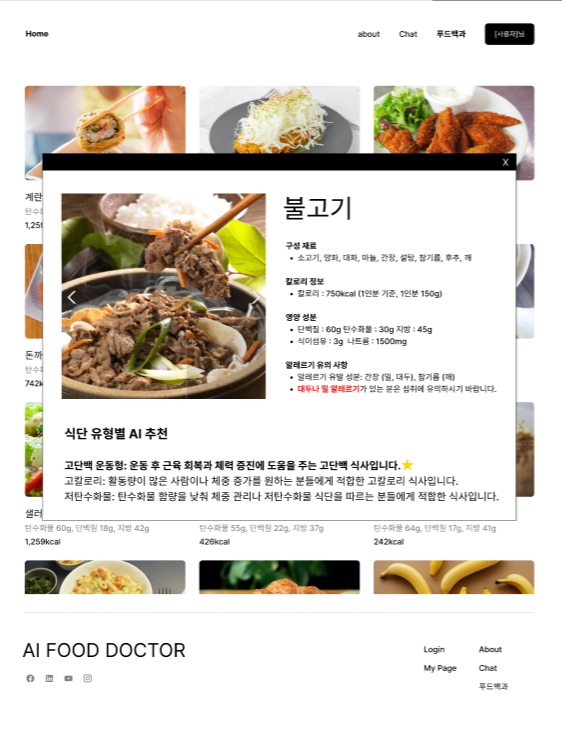 Home
about
Chat
푸드백과
[사용자]님
X
계란
탄수화
1,259
돈까
탄수
742k
샐러
탄수화물 60g, 단백질 18g, 지방 42g
1,259kcal
탄수화물 55g, 단백질 22g, 지방 37g
426kcal
탄수화물 64g, 단백질 17g, 지방 41g
242kcal
불고기
구성 재료
• 소고기, 양파, 대파, 마늘, 간장, 설탕, 참기름, 후추, 깨
칼로리 정보
• 칼로리 : 750kcal (1인분 기준, 1인분 150g)
영양 성분
• 단백질 : 60g 탄수화물 : 30g 지방 : 45g
• 식이섬유 : 3g 나트륨 : 1500mg
알레르기 유의 사항
• 알레르기 유발 성분: 간장 (밀, 대두), 참기름 (깨)
• 대두나 밀 알레르기가 있는 분은 섭취에 유의하시기 바랍니다.
식단 유형별 AI 추천
고단백 운동형: 운동 후 근육 회복과 체력 증진에 도움을 주는 고단백 식사입니다.⭐
고칼로리: 활동량이 많은 사람이나 체중 증가를 원하는 분들에게 적합한 고칼로리 식사입니다.
저탄수화물: 탄수화물 함량을 낮춰 체중 관리나 저탄수화물 식단을 따르는 분들에게 적합한 식사입니다.
AI FOOD DOCTOR
Login
My Page
About
Chat
푸드백과